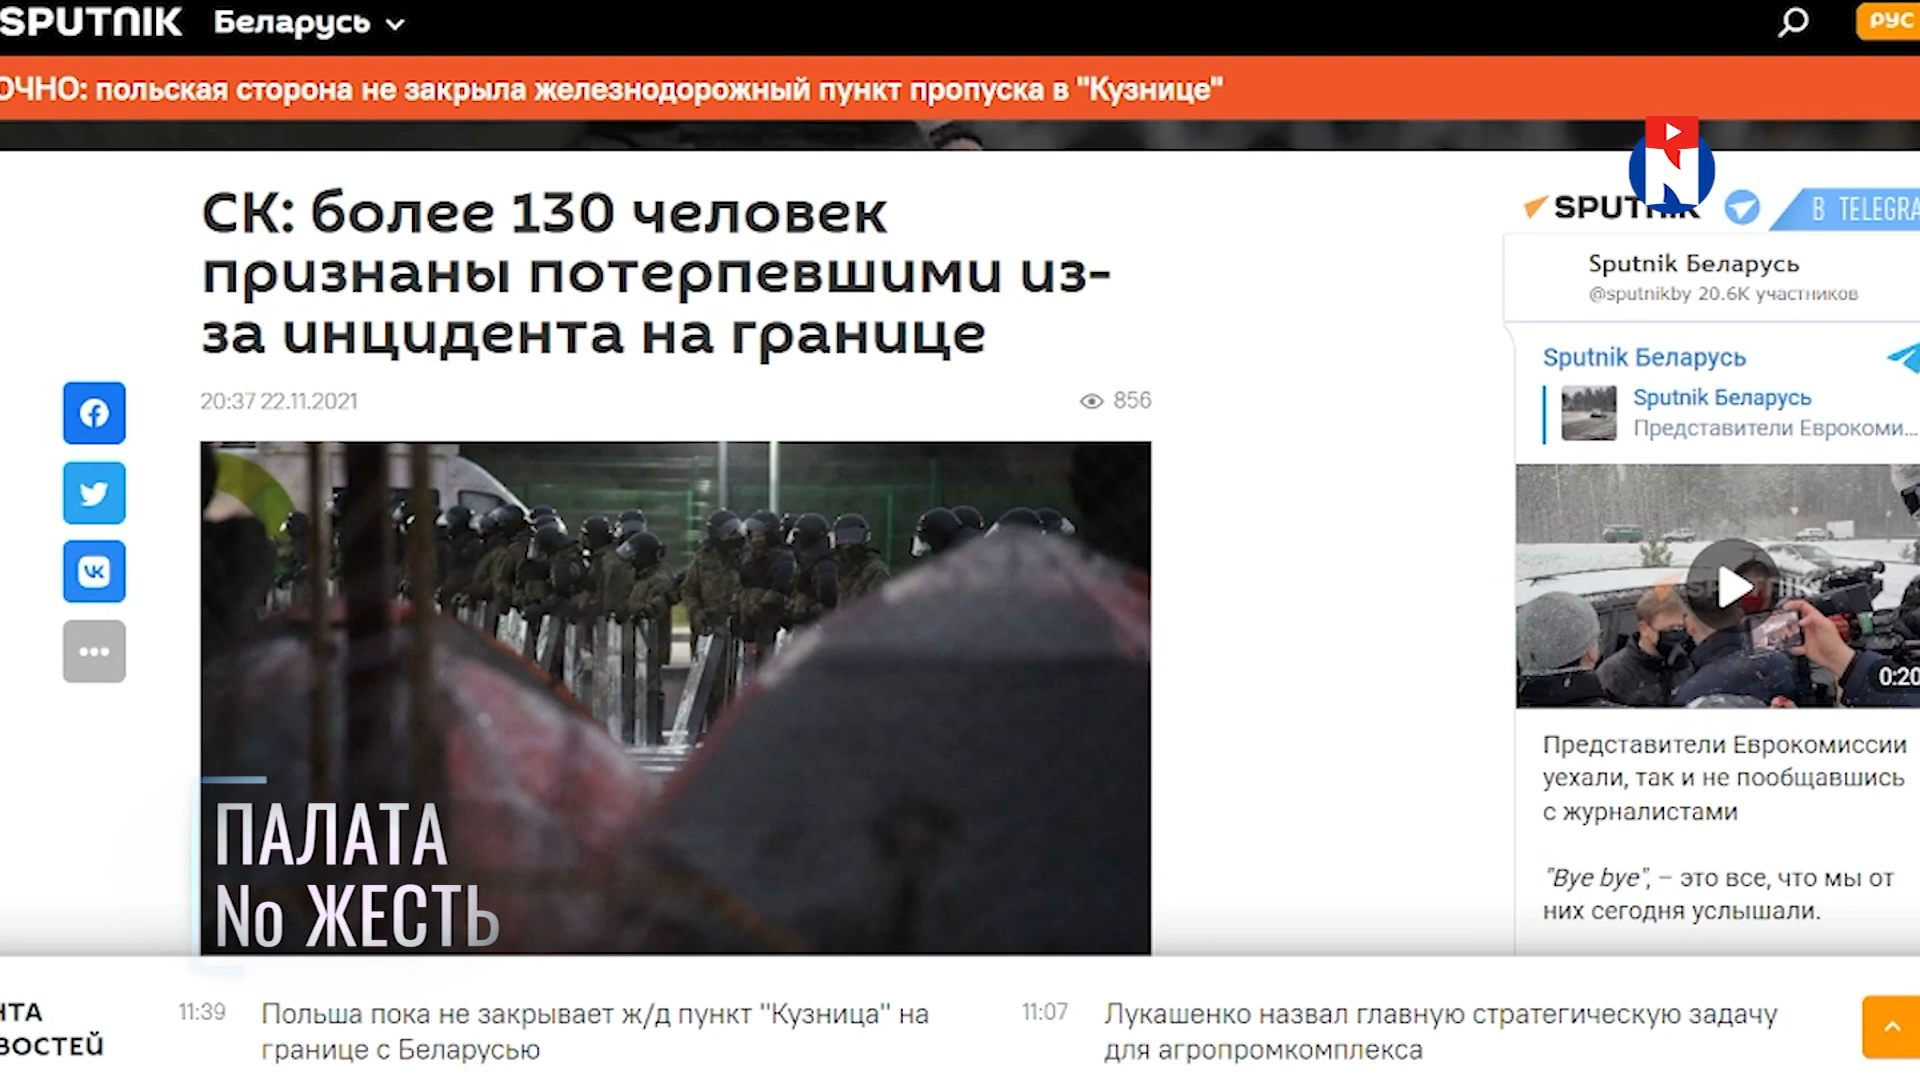 SPUTNIK Беларусь
РУС
ОЧНО: польская сторона не закрыла железнодорожный пункт пропуска в "Кузнице"
СК: более 130 человек
признаны потерпевшими из-
за инцидента на границе
20:37 22.11.2021
856
ПАЛАТА
No ЖЕСТЬ
SPUTNIK
В TELEGRA
Sputnik Беларусь
@sputnikby 20.6K участников
Sputnik Беларусь
Sputnik Беларусь
Представители Еврокоми...
0:20
Представители Еврокомиссии
уехали, так и не пообщавшись
с журналистами
"Bye bye", – это все, что мы от
них сегодня услышали.
НТА
ВОСТЕЙ
11:39
Польша пока не закрывает ж/д пункт "Кузница" на
границе с Беларусью
11:07
Лукашенко назвал главную стратегическую задачу
для агропромкомплекса